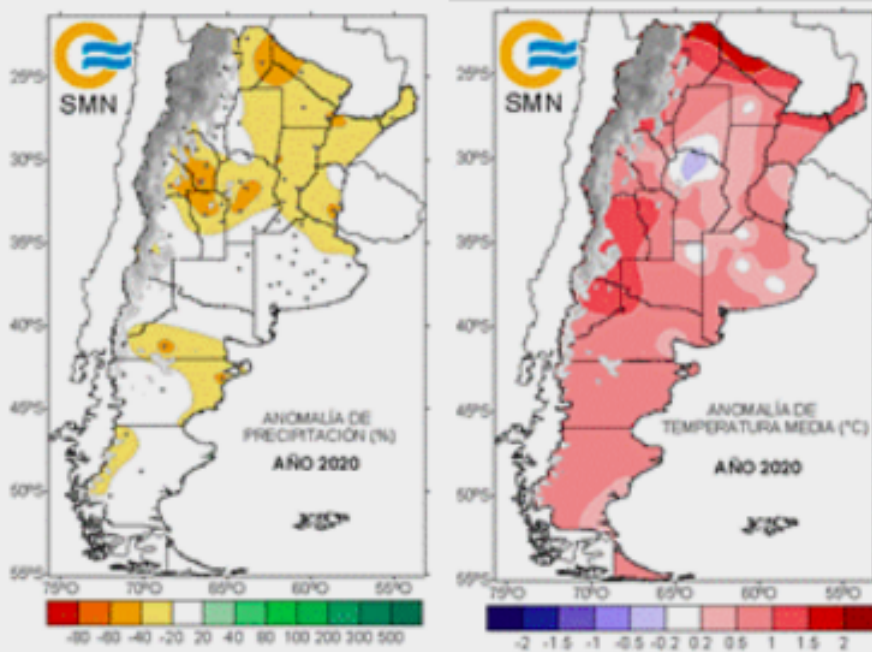 SMN
25°S
30°S
35°S
40°S
45°S
50°S
55°S
75°O 70°O 65°O 60°O 55°O
ANOMALÍA DE
PRECIPITACIÓN (%)
AÑO 2020
-80 -60 -40 -20 20 40 80 100 200 300 500
SMN
25°S
30°S
35°S
40°S
45°S
50°S
55°S
75°O 70°O 65°O 60°O 55°O
ANOMALÍA DE
TEMPERATURA MEDIA (°C)
AÑO 2020
-2 -1.5 -1 -0.5 -0.2 0.2 0.5 1 1.5 2